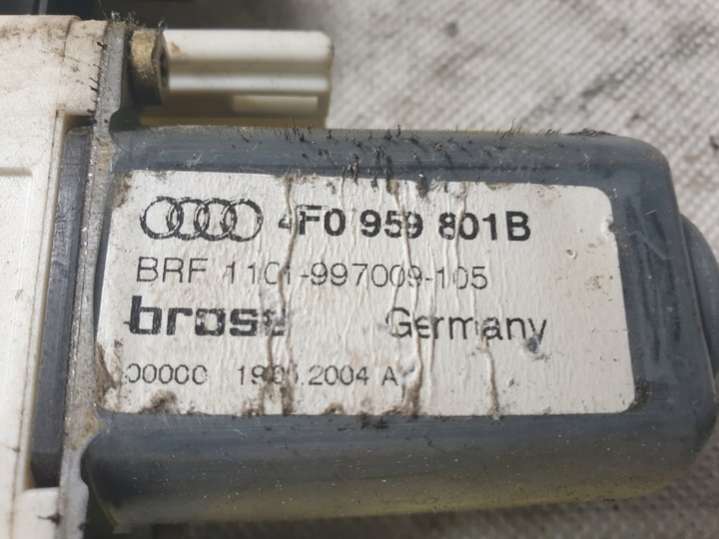 4F0 959 801B
BRF 1101-997009-105
brose Germany
00000 2004 A